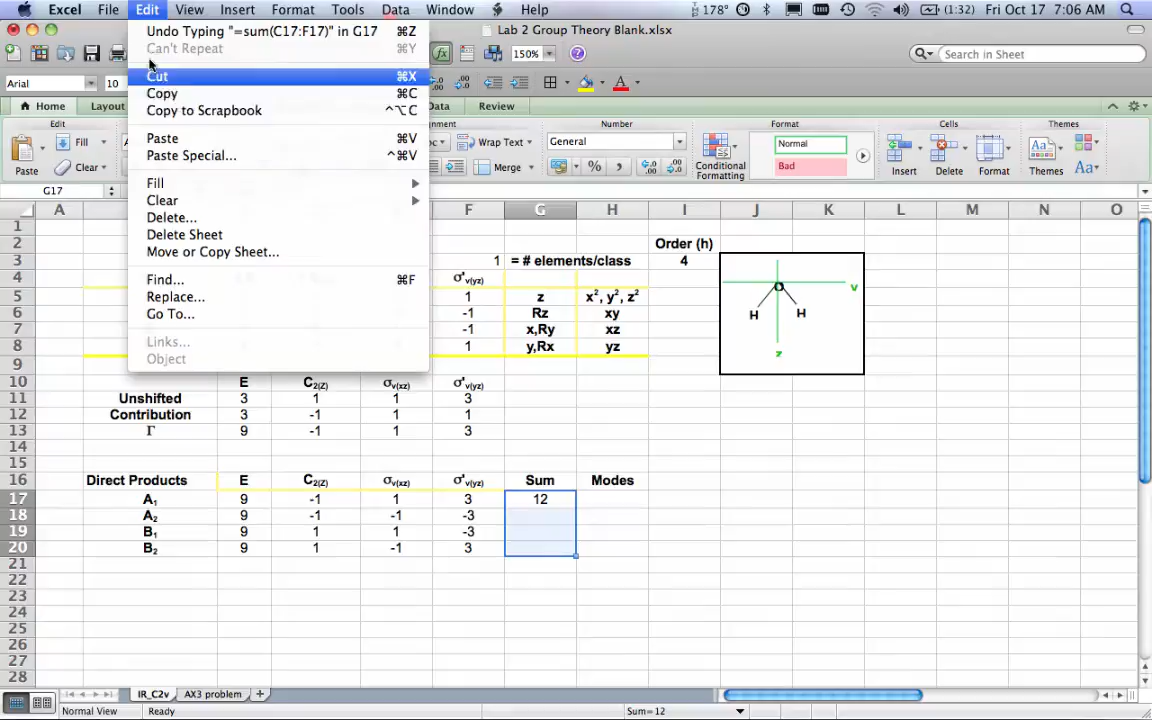 Excel File Edit View Insert Format Tools Data Window Help 178° (1:32) Fri Oct 17 7:06 AM
Lab 2 Group Theory Blank.xlsx
Undo Typing "=sum(C17:F17)" in G17 ⌘Z
Can't Repeat ⌘Y
Cut ⌘X
Copy ⌘C
Copy to Scrapbook ^⌥C
Paste ⌘V
Paste Special... ^⌘V
Fill
Clear
Delete...
Delete Sheet
Move or Copy Sheet...
Find... ⌘F
Replace...
Go To...
Links...
Object
fx 150% Search in Sheet
Arial 10
Home Layout Data Review
Edit Alignment Number Format Cells Themes
Paste Fill Clear Wrap Text Merge General % Conditional Formatting Normal Bad Insert Delete Format Themes Aa
G17
A F G H I J K L M N O
1
2 Order (h)
3 1 = # elements/class 4
4 σ'v(yz)
5 1 z x², y², z²
6 -1 Rz xy
7 -1 x,Ry xz
8 1 y,Rx yz
O
H H
y
z
9
10 E C2(Z) σv(xz) σ'v(yz)
11 Unshifted 3 1 1 3
12 Contribution 3 -1 1 1
13 Γ 9 -1 1 3
14
15
16 Direct Products E C2(Z) σv(xz) σ'v(yz) Sum Modes
17 A₁ 9 -1 1 3 12
18 A₂ 9 -1 -1 -3
19 B₁ 9 1 1 -3
20 B₂ 9 1 -1 3
21
22
23
24
25
26
27
28
IR_C2v AX3 problem
Normal View Ready Sum=12